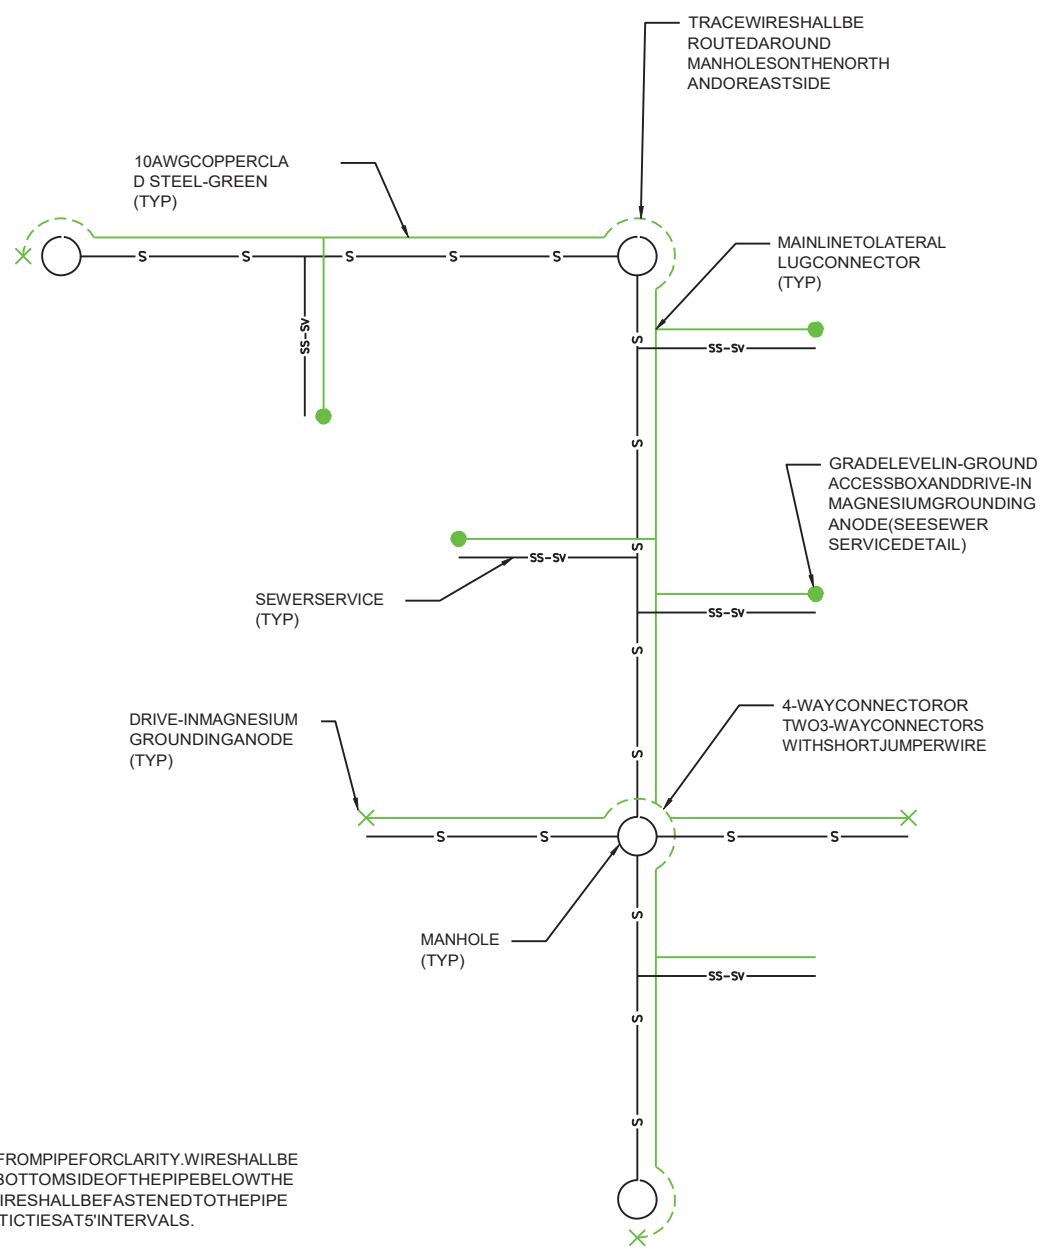 TRACEWIRESHALLBE
ROUTEDAROUND
MANHOLESONTHENORTH
ANDOREASTSIDE
10AWGCOPPERCLA
D STEEL-GREEN
(TYP)
S S S S S
MAINLINETOLATERAL
LUGCONNECTOR
(TYP)
SS-SV
S
SS-SV
S
GRADELEVELIN-GROUND
ACCESSBOXANDDRIVE-IN
MAGNESIUMGROUNDING
ANODE(SEESEWER
SERVICEDETAIL)
S
SS-SV
SEWERSERVICE
(TYP)
SS-SV
S
DRIVE-INMAGNESIUM
GROUNDINGANODE
(TYP)
4-WAYCONNECTOROR
TWO3-WAYCONNECTORS
WITHSHORTJUMPERWIRE
S
S S S S
S
MANHOLE
(TYP)
SS-SV
S
S
FROMPIPEFORCLARITY.WIRESHALLBE
BOTTOMSIDEOFTHEPIPEBELOWTHE
IRESHALLBEFASTENEDTOTHEPIPE
TICTIESAT5'INTERVALS.